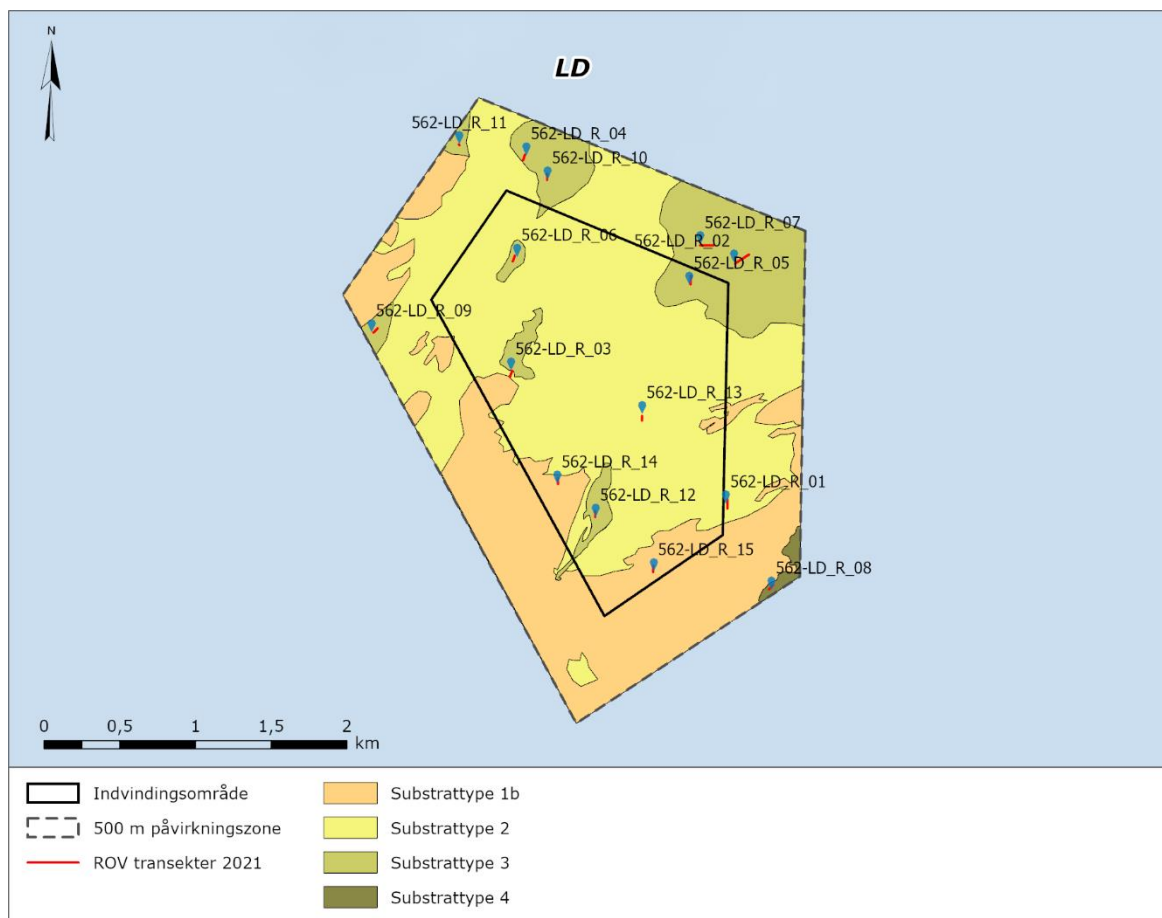 N
LD
562-LD_R_11
562-LD_R_04
562-LD_R_10
562-LD_R_07
562-LD_R_06
562-LD_R_02
562-LD_R_05
562-LD_R_09
562-LD_R_03
562-LD_R_13
562-LD_R_14
562-LD_R_01
562-LD_R_12
562-LD_R_15
562-LD_R_08
0 0,5 1 1,5 2
km
Indvindingsområde
500 m påvirkningszone
ROV transekter 2021
Substrattype 1b
Substrattype 2
Substrattype 3
Substrattype 4